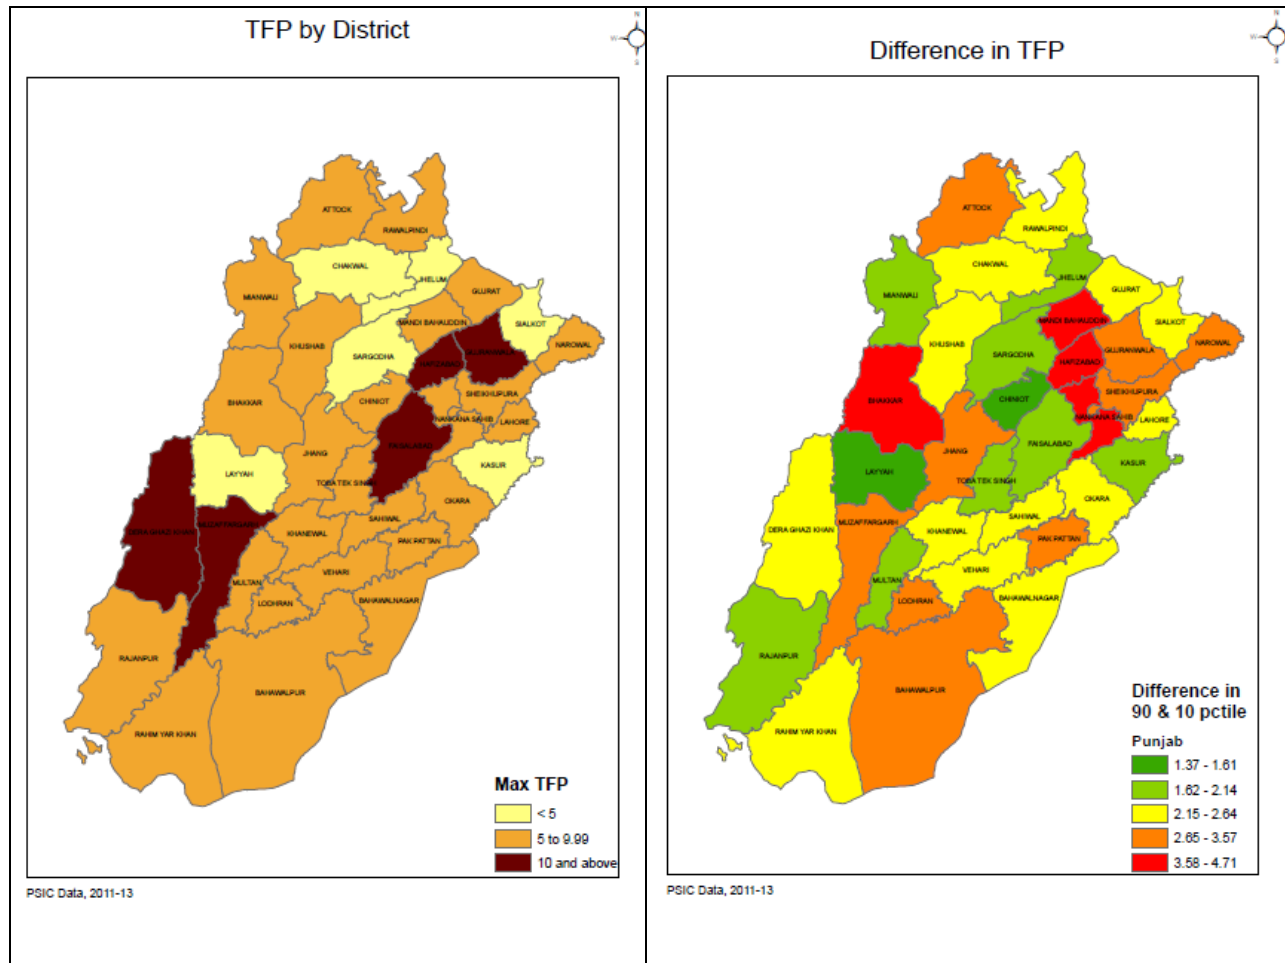 TFP by District
N
W
S
ATTOCK
RAWALPINDI
CHAKWAL
JHELUM
MIANWALI
GUJRAT
SIALKOT
MANDI BAHAUDDIN
KHUSHAB
SARGODHA
HAFIZABAD
GUJRANWALA
NAROWAL
SHEIKHUPURA
BHAKKAR
CHINIOT
NANKANA SAHIB
LAHORE
FAISALABAD
JHANG
KASUR
LAYYAH
TOBA TEK SINGH
OKARA
SAHIWAL
DERA GHAZI KHAN
MUZAFFARGARH
KHANEWAL
PAK PATTAN
VEHARI
MULTAN
LODHRAN
BAHAWALNAGAR
RAJANPUR
BAHAWALPUR
RAHIM YAR KHAN
Max TFP
< 5
5 to 9.99
10 and above
PSIC Data, 2011-13
Difference in TFP
N
W
S
ATTOCK
RAWALPINDI
CHAKWAL
JHELUM
MIANWALI
GUJRAT
SIALKOT
MANDI BAHAUDDIN
KHUSHAB
SARGODHA
HAFIZABAD
GUJRANWALA
NAROWAL
SHEIKHUPURA
BHAKKAR
CHINIOT
NANKANA SAHIB
LAHORE
FAISALABAD
JHANG
KASUR
LAYYAH
TOBA TEK SINGH
OKARA
SAHIWAL
DERA GHAZI KHAN
MUZAFFARGARH
KHANEWAL
PAK PATTAN
VEHARI
MULTAN
LODHRAN
BAHAWALNAGAR
RAJANPUR
BAHAWALPUR
RAHIM YAR KHAN
Difference in
90 & 10 pctile
Punjab
1.37 - 1.61
1.62 - 2.14
2.15 - 2.64
2.65 - 3.57
3.58 - 4.71
PSIC Data, 2011-13